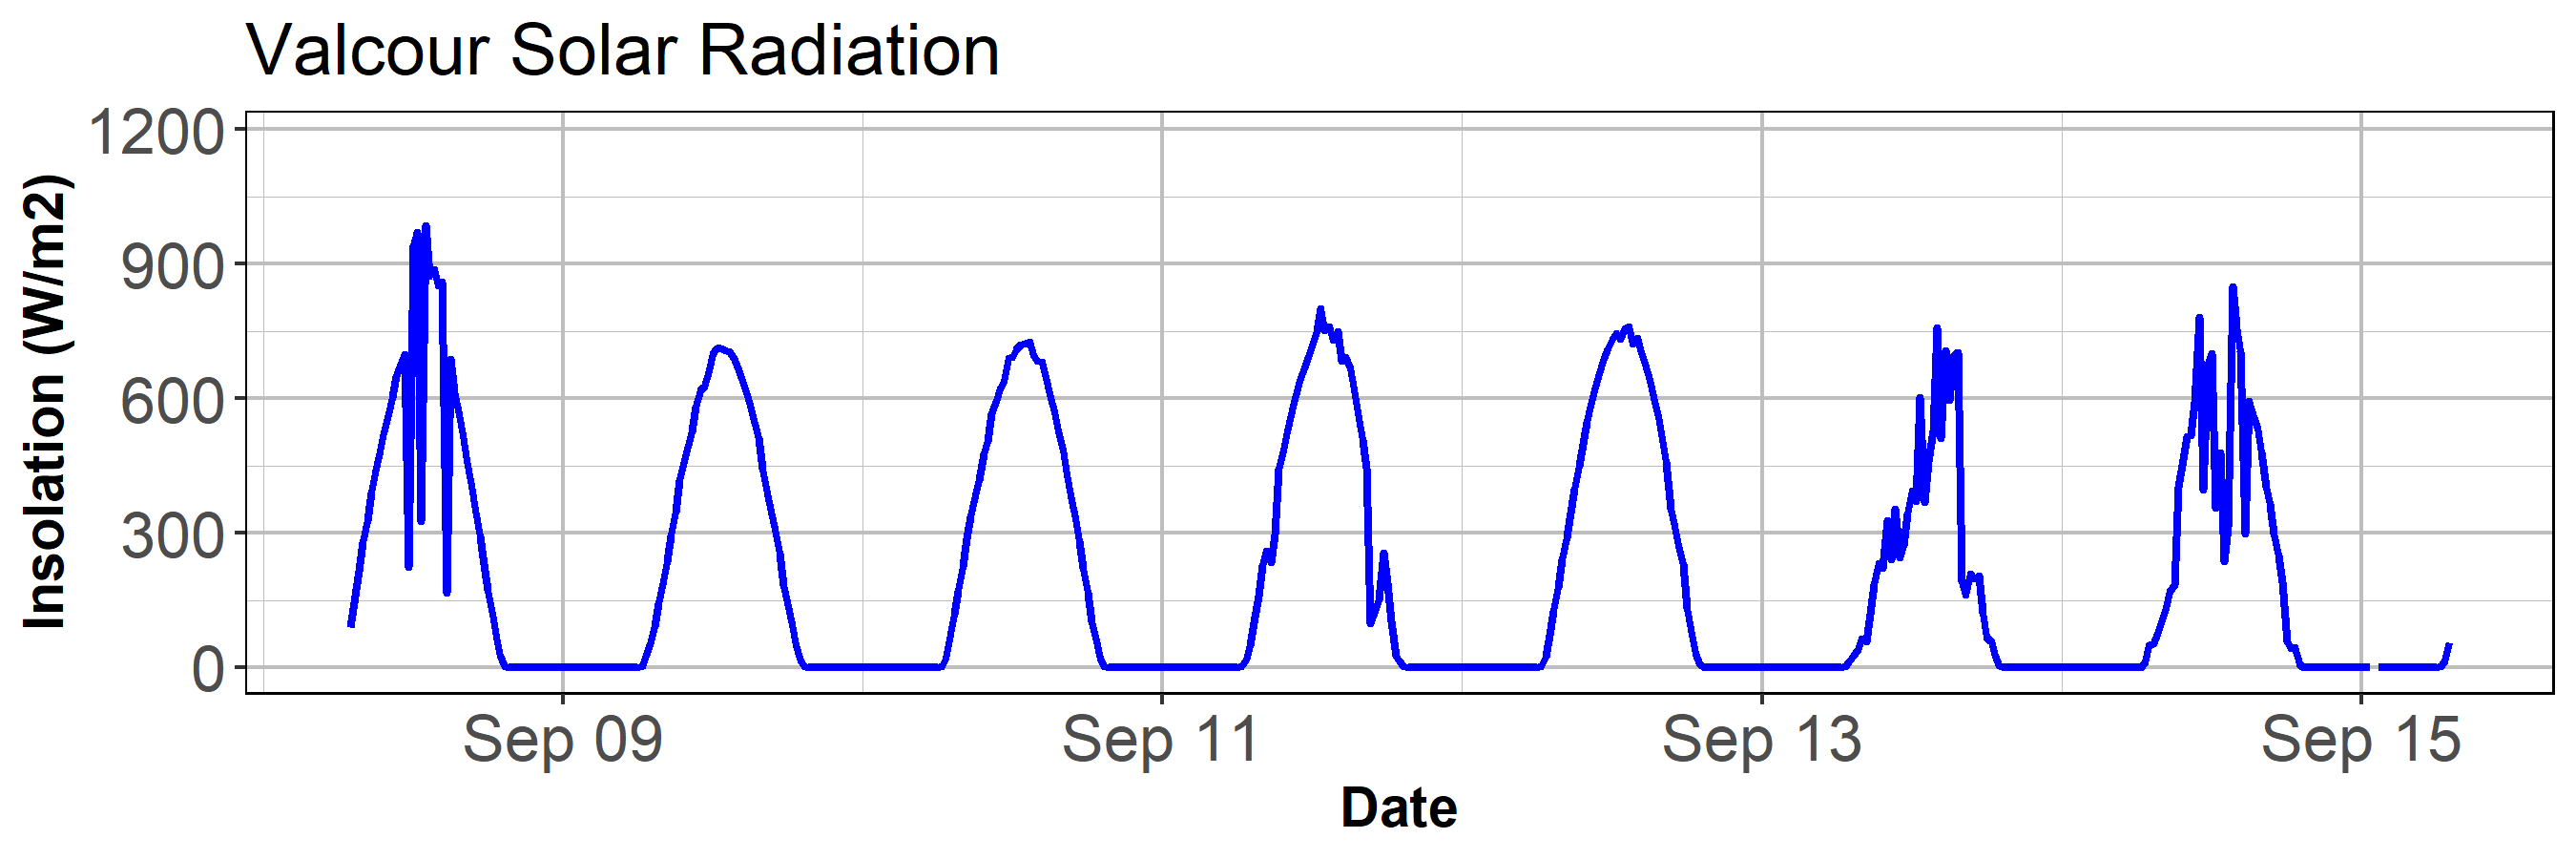 Valcour Solar Radiation
1200
900
600
300
0
Insolation (W/m2)
Sep 09 Sep 11 Sep 13 Sep 15
Date